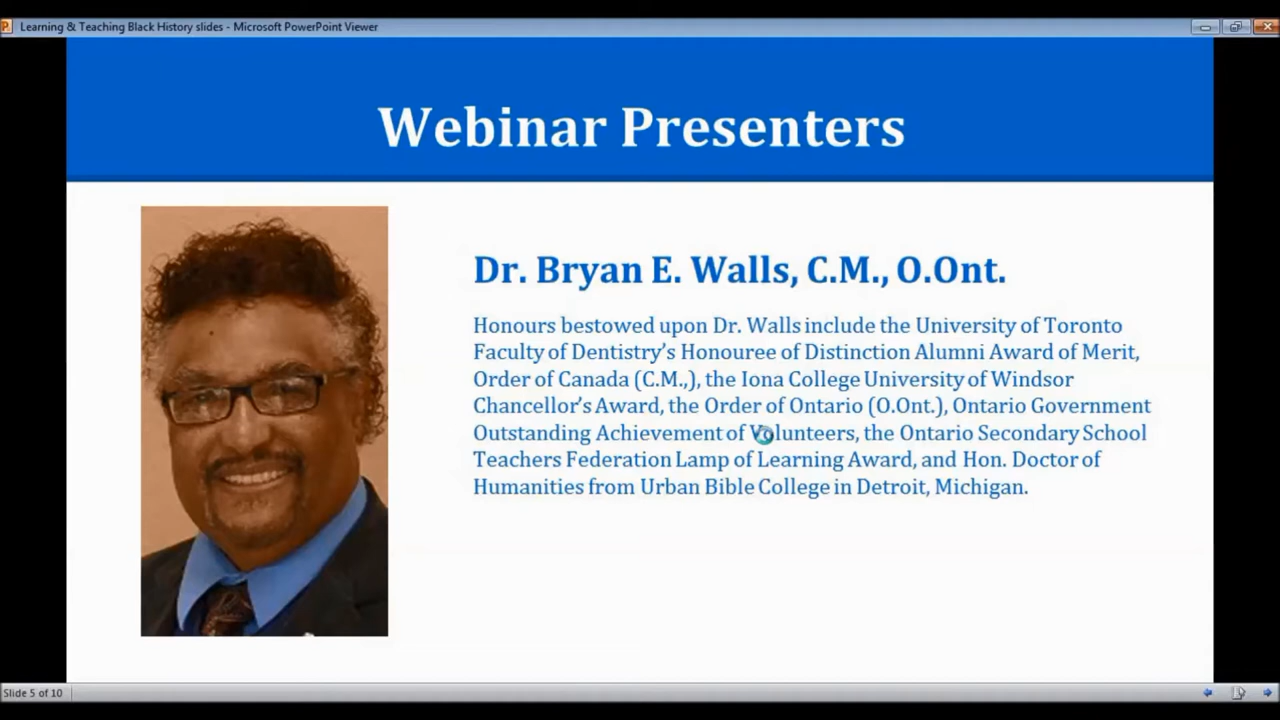 Learning & Teaching Black History slides - Microsoft PowerPoint Viewer
Webinar Presenters
Dr. Bryan E. Walls, C.M., O.Ont.
Honours bestowed upon Dr. Walls include the University of Toronto
Faculty of Dentistry’s Honouree of Distinction Alumni Award of Merit,
Order of Canada (C.M.,), the Iona College University of Windsor
Chancellor’s Award, the Order of Ontario (O.Ont.), Ontario Government
Outstanding Achievement of Volunteers, the Ontario Secondary School
Teachers Federation Lamp of Learning Award, and Hon. Doctor of
Humanities from Urban Bible College in Detroit, Michigan.
Slide 5 of 10